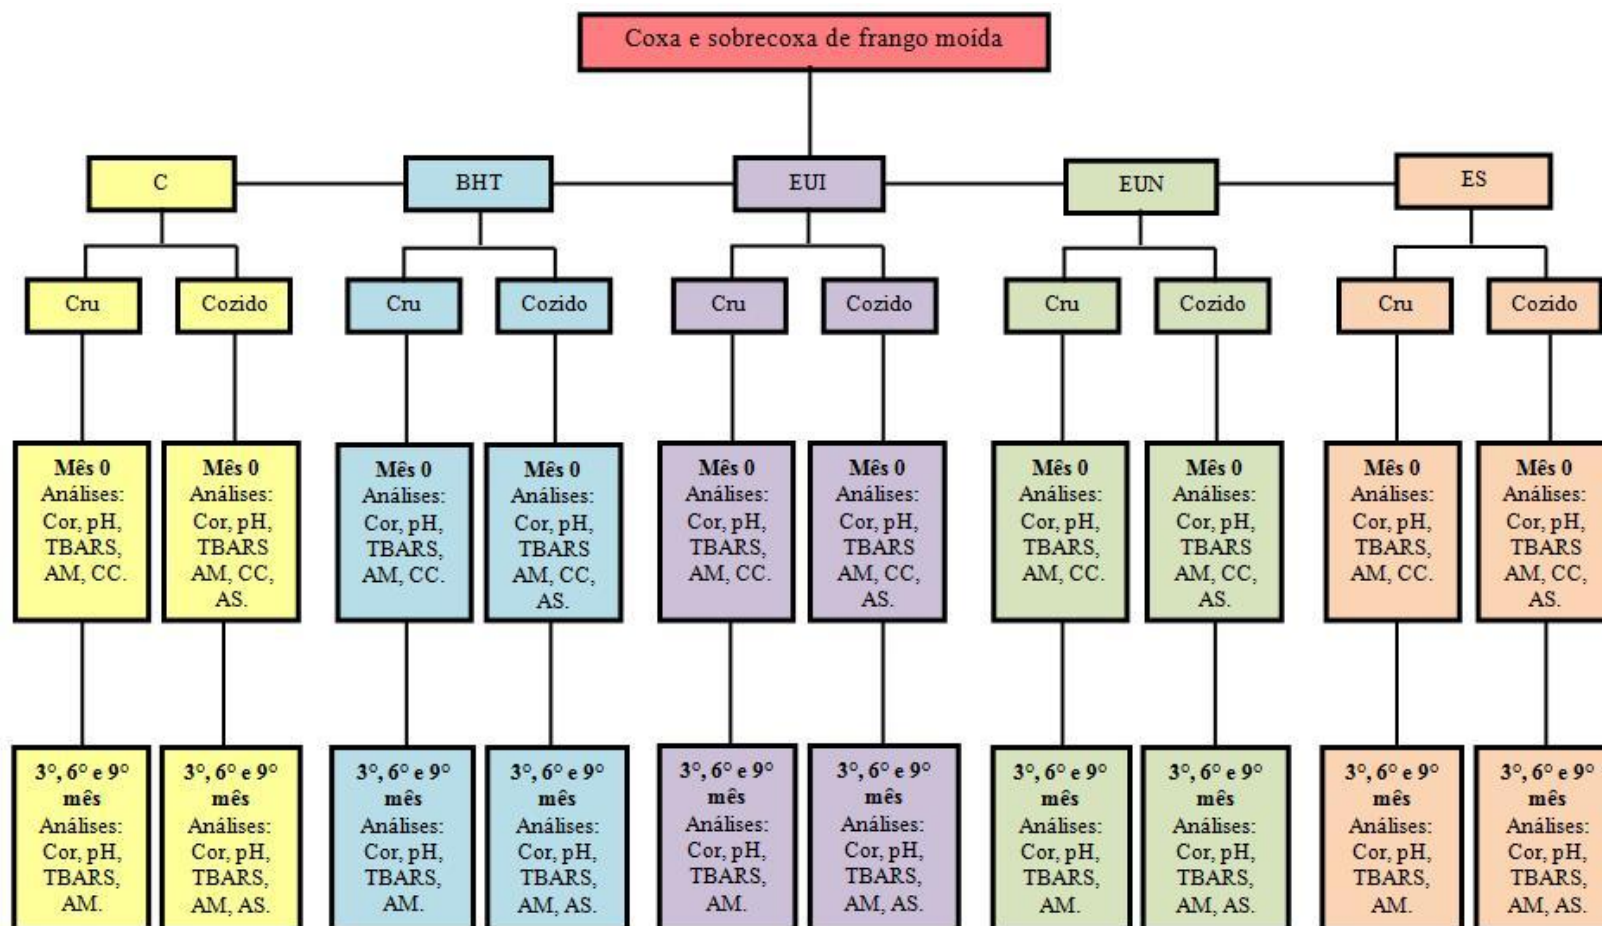 Coxa e sobrecoxa de frango moída
C
BHT
EUI
EUN
ES
Cru
Cozido
Cru
Cozido
Cru
Cozido
Cru
Cozido
Cru
Cozido
Mês 0
Análises:
Cor, pH,
TBARS,
AM, CC.
Mês 0
Análises:
Cor, pH,
TBARS
AM, CC,
AS.
Mês 0
Análises:
Cor, pH,
TBARS,
AM, CC.
Mês 0
Análises:
Cor, pH,
TBARS
AM, CC,
AS.
Mês 0
Análises:
Cor, pH,
TBARS,
AM, CC.
Mês 0
Análises:
Cor, pH,
TBARS
AM, CC,
AS.
Mês 0
Análises:
Cor, pH,
TBARS,
AM, CC.
Mês 0
Análises:
Cor, pH,
TBARS
AM, CC,
AS.
Mês 0
Análises:
Cor, pH,
TBARS,
AM, CC.
Mês 0
Análises:
Cor, pH,
TBARS
AM, CC,
AS.
3°, 6° e 9°
mês
Análises:
Cor, pH,
TBARS,
AM.
3°, 6° e 9°
mês
Análises:
Cor, pH,
TBARS,
AM, AS.
3°, 6° e 9°
mês
Análises:
Cor, pH,
TBARS,
AM.
3°, 6° e 9°
mês
Análises:
Cor, pH,
TBARS,
AM, AS.
3°, 6° e 9°
mês
Análises:
Cor, pH,
TBARS,
AM.
3°, 6° e 9°
mês
Análises:
Cor, pH,
TBARS,
AM, AS.
3°, 6° e 9°
mês
Análises:
Cor, pH,
TBARS,
AM.
3°, 6° e 9°
mês
Análises:
Cor, pH,
TBARS,
AM, AS.
3°, 6° e 9°
mês
Análises:
Cor, pH,
TBARS,
AM.
3°, 6° e 9°
mês
Análises:
Cor, pH,
TBARS,
AM, AS.